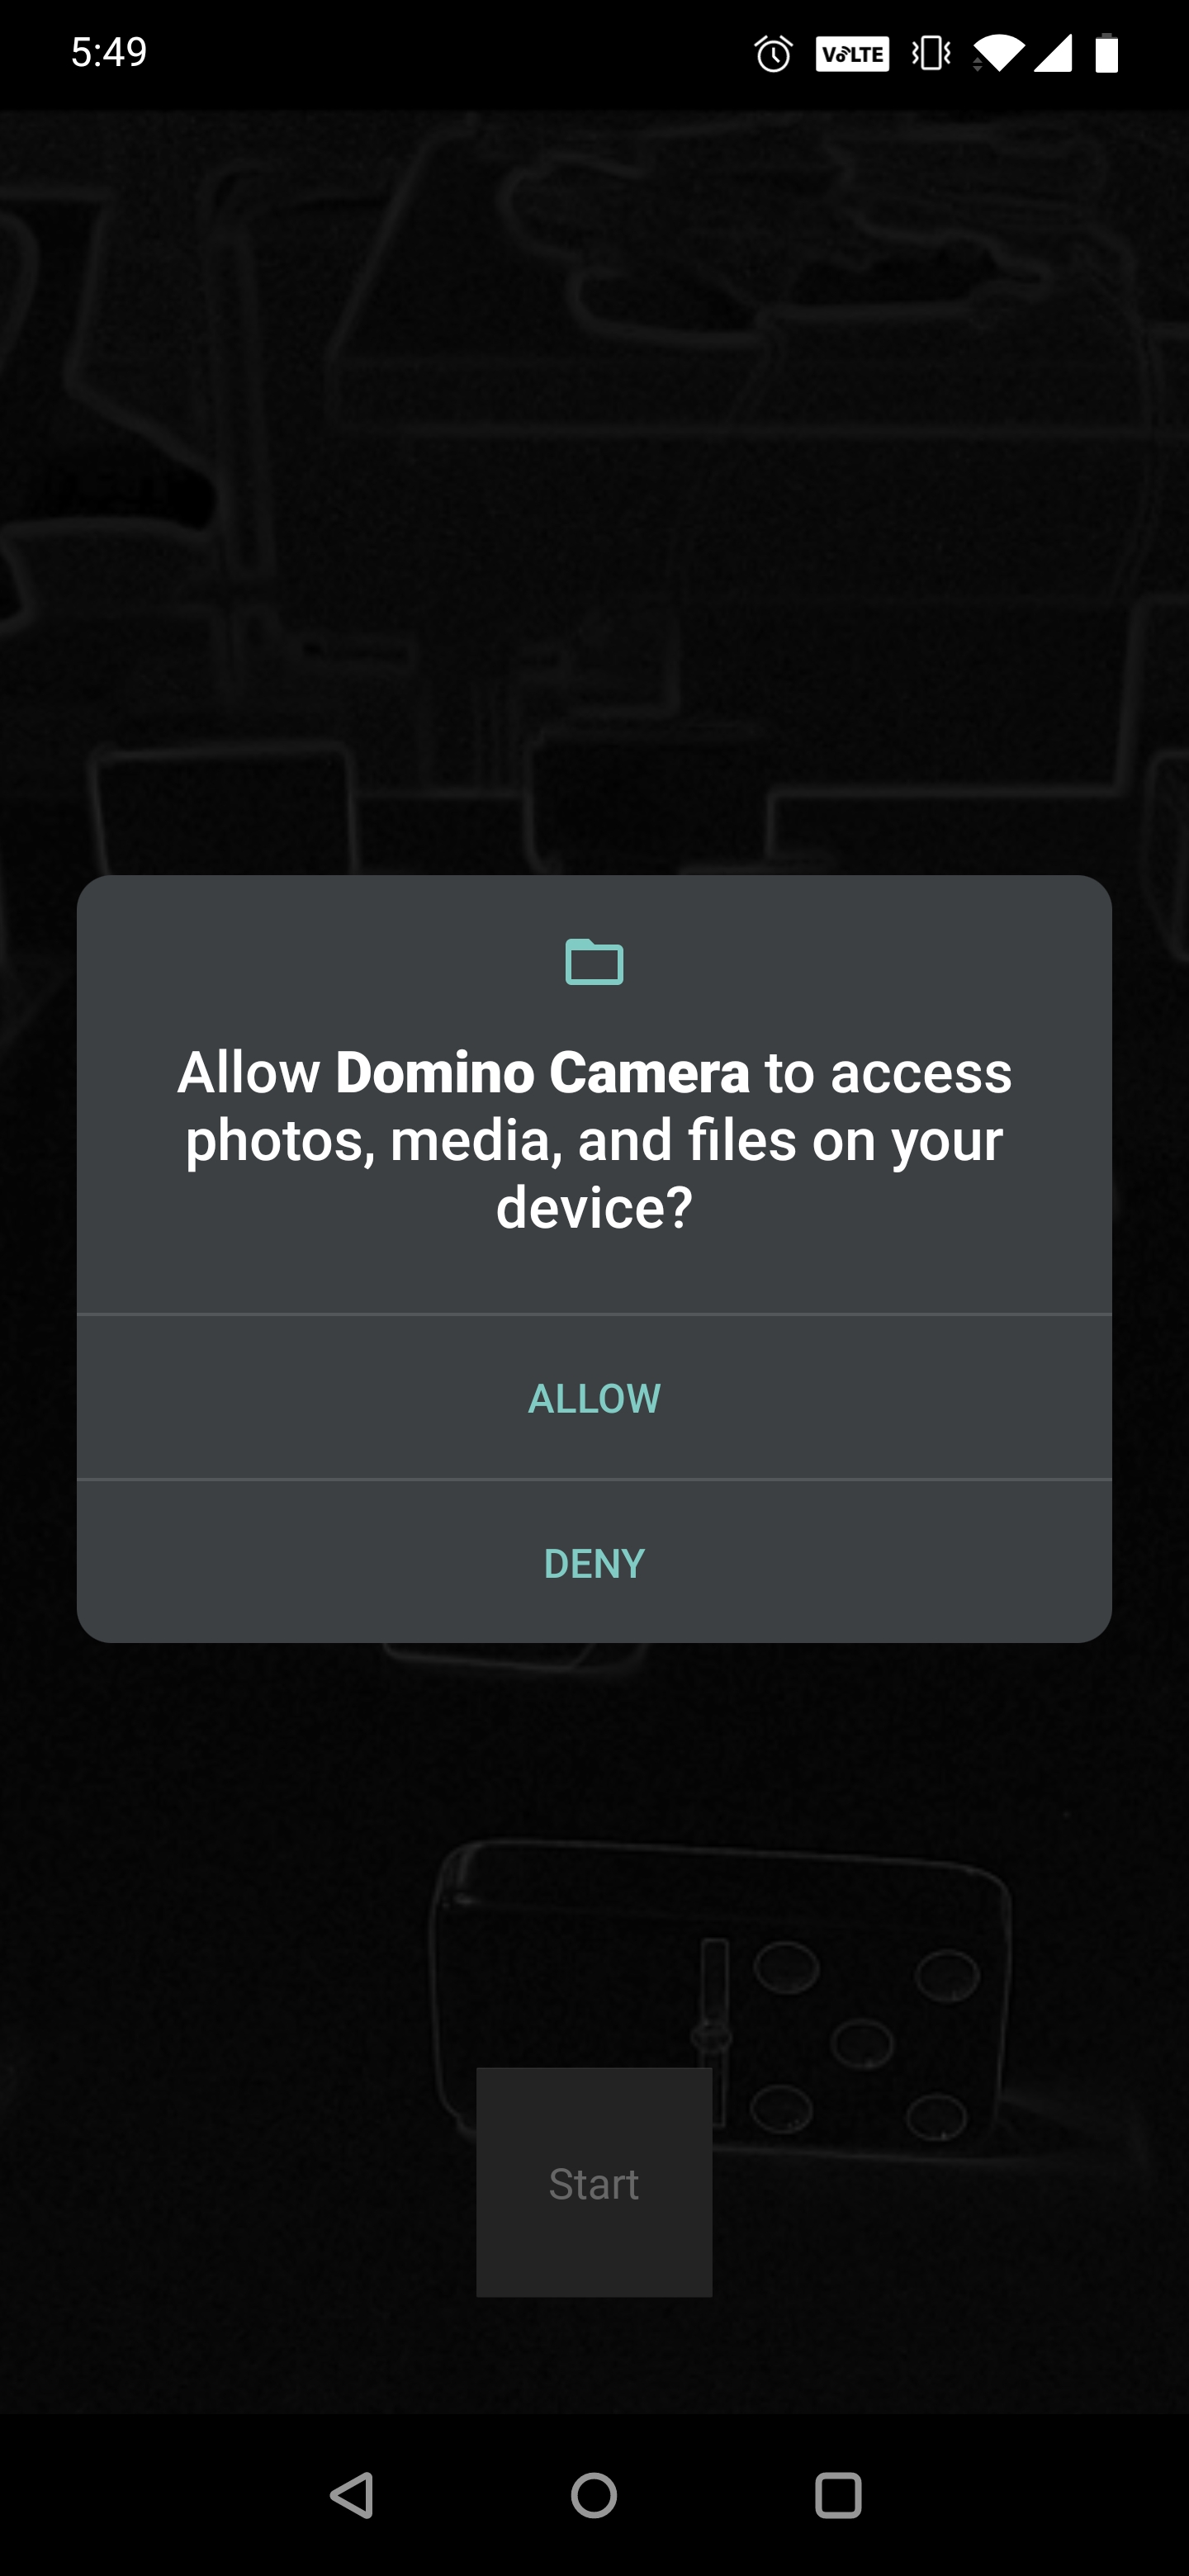 5:49
VoLTE
Allow Domino Camera to access
photos, media, and files on your
device?
ALLOW
DENY
Start